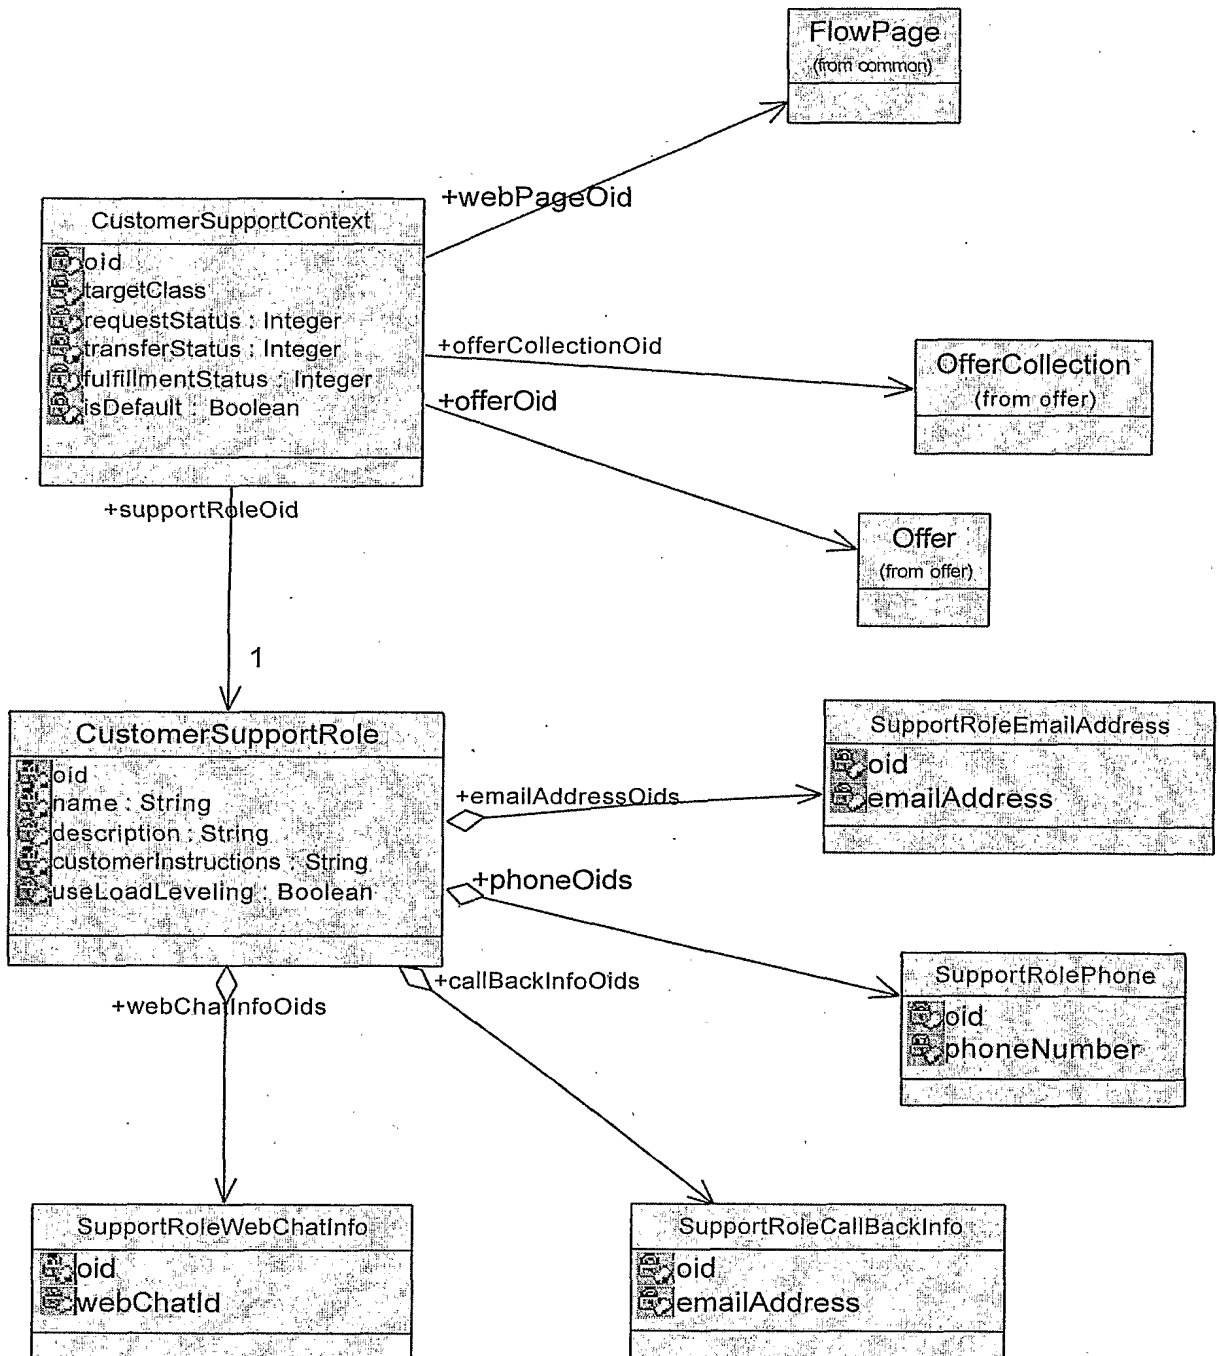 FlowPage
(from common)
+webPageOid
CustomerSupportContext
oid
targetClass
requestStatus : Integer
transferStatus : Integer
fulfillmentStatus : Integer
isDefault : Boolean
+offerCollectionOid
OfferCollection
(from offer)
+offerOid
+supportRoleOid
Offer
(from offer)
1
CustomerSupportRole
oid
name : String
description : String
customerInstructions : String
useLoadLeveling : Boolean
+emailAddressOids
SupportRoleEmailAddress
oid
emailAddress
+phoneOids
SupportRolePhone
oid
phoneNumber
+callBackInfoOids
+webChatInfoOids
SupportRoleWebChatInfo
oid
webChatId
SupportRoleCallBackInfo
oid
emailAddress